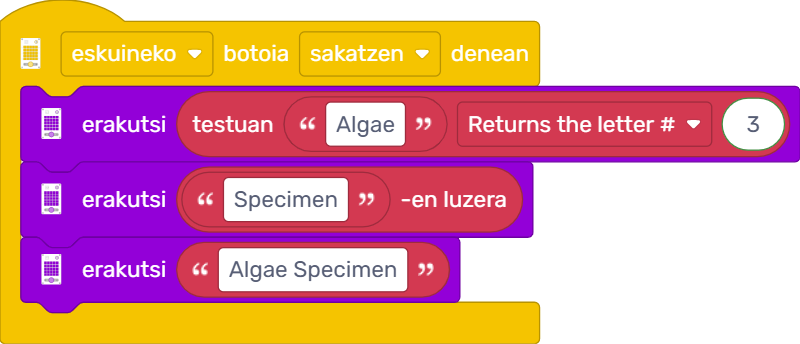 eskuineko botoia sakatzen denean
erakutsi testuan “ Algae ” Returns the letter # 3
erakutsi “ Specimen ” -en luzera
erakutsi “ Algae Specimen ”